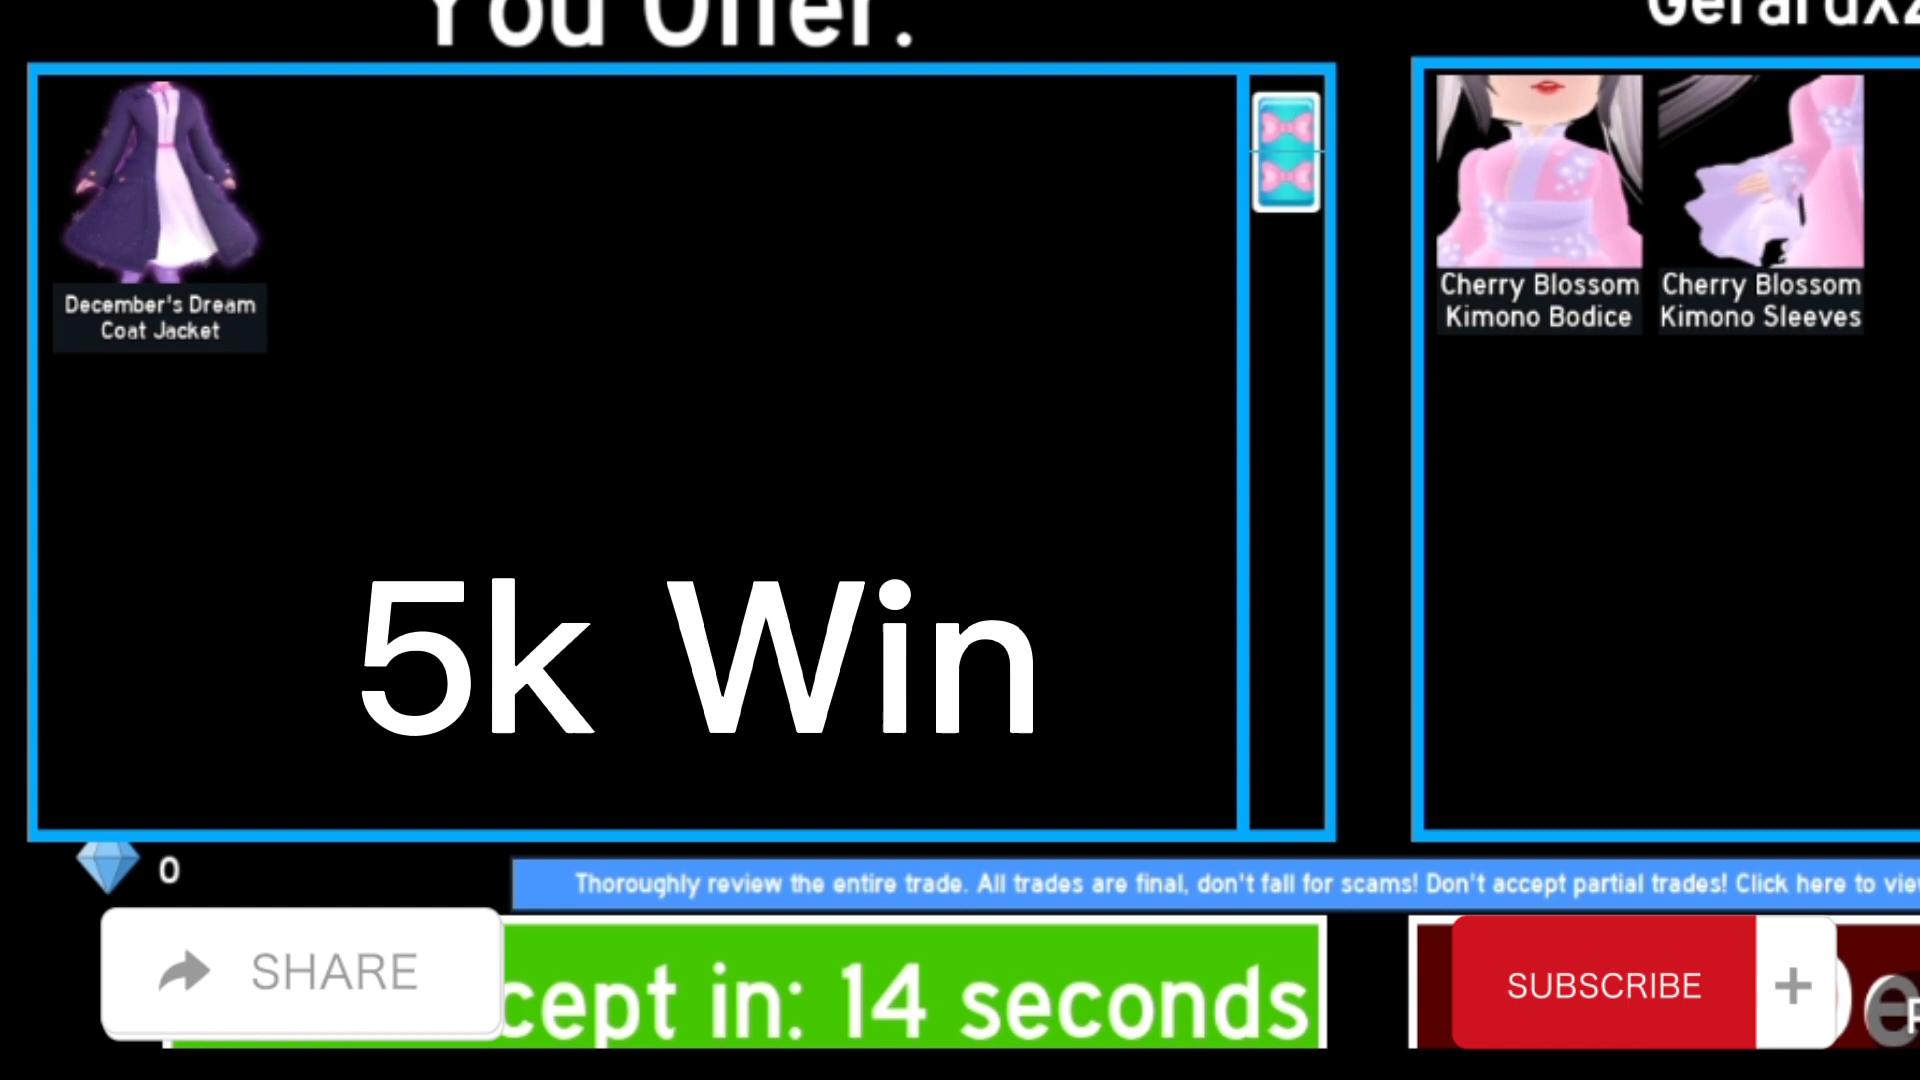 You Offer:
December's Dream
Coat Jacket
Cherry Blossom
Kimono Bodice
Cherry Blossom
Kimono Sleeves
5k Win
0
Thoroughly review the entire trade. All trades are final, don't fall for scams! Don't accept partial trades! Click here to
SHARE
cept in: 14 seconds
SUBSCRIBE